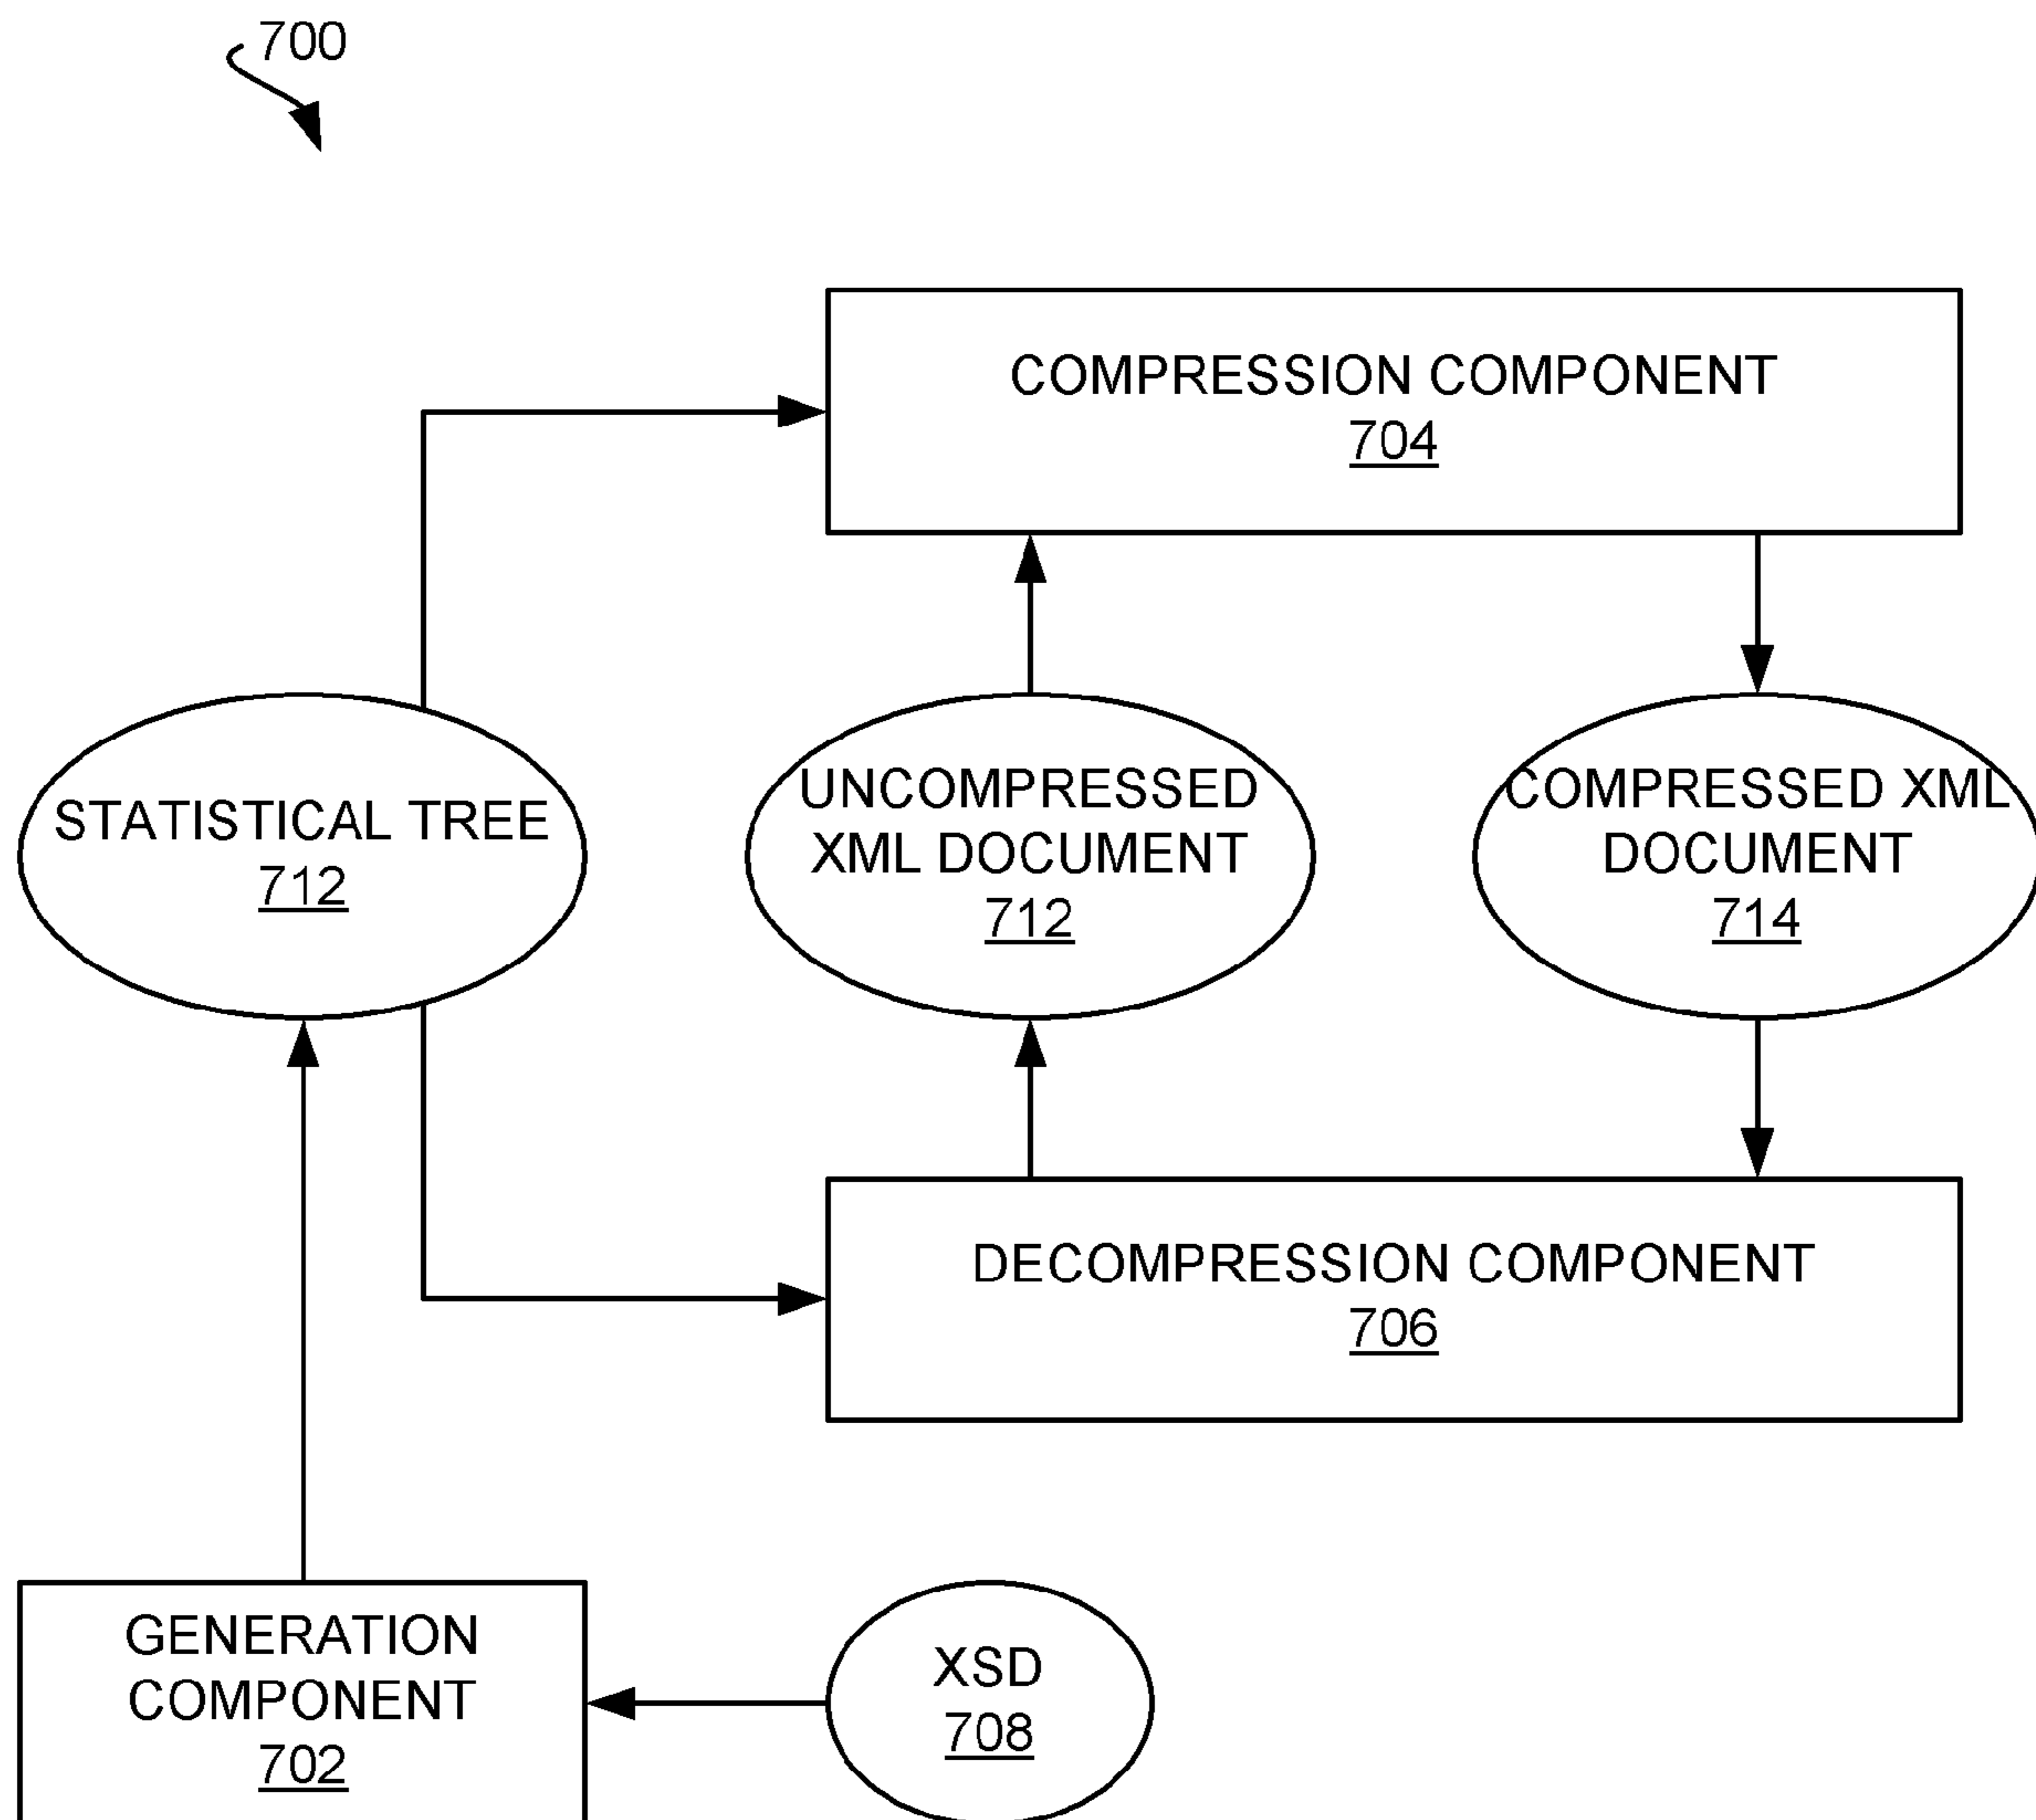 700
COMPRESSION COMPONENT
704
STATISTICAL TREE
712
UNCOMPRESSED
XML DOCUMENT
712
COMPRESSED XML
DOCUMENT
714
DECOMPRESSION COMPONENT
706
GENERATION
COMPONENT
702
XSD
708